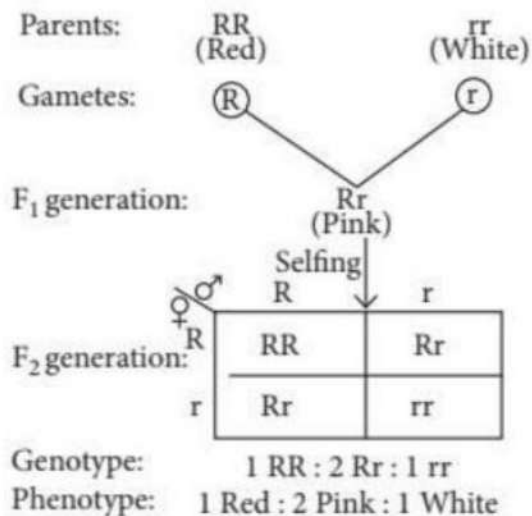 Parents: RR rr
(Red) (White)
Gametes: R r
F₁ generation: Rr
(Pink)
Selfing
♀ ♂ R r
F₂ generation: R RR Rr
r Rr rr
Genotype: 1 RR : 2 Rr : 1 rr
Phenotype: 1 Red : 2 Pink : 1 White